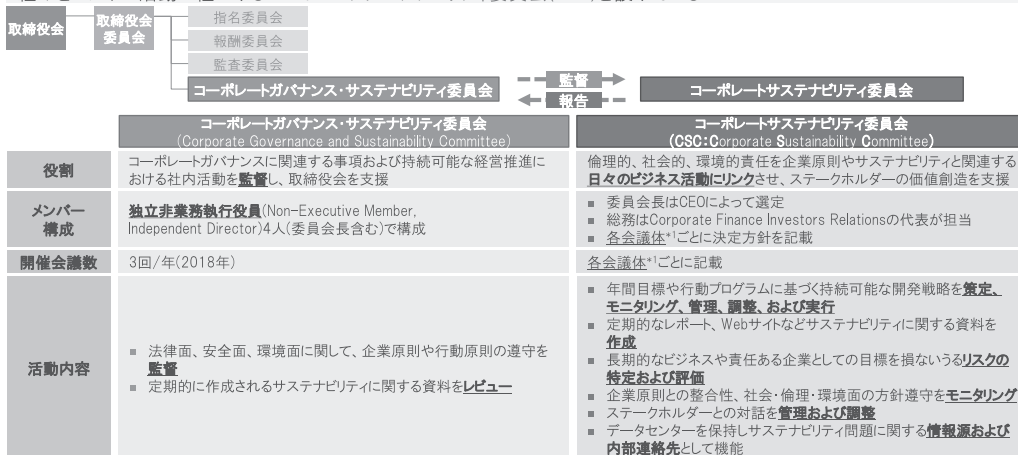 取締役会
取締役会
委員会
指名委員会
報酬委員会
監査委員会
コーポレートガバナンス・サステナビリティ委員会
監督
報告
コーポレートサステナビリティ委員会
コーポレートガバナンス・サステナビリティ委員会
(Corporate Governance and Sustainability Committee)
コーポレートサステナビリティ委員会
(CSC:Corporate Sustainability Committee)
役割
コーポレートガバナンスに関連する事項および持続可能な経営推進に
おける社内活動を監督し、取締役会を支援
倫理的、社会的、環境的責任を企業原則やサステナビリティと関連する
日々のビジネス活動にリンクさせ、ステークホルダーの価値創造を支援
メンバー
構成
独立非業務執行役員(Non-Executive Member,
Independent Director)4人(委員会長含む)で構成
■ 委員会長はCEOによって選定
■ 総務はCorporate Finance Investors Relationsの代表が担当
■ 各会議体*1ごとに決定方針を記載
開催会議数
3回/年(2018年)
各会議体*1ごとに記載
活動内容
■ 法律面、安全面、環境面に関して、企業原則や行動原則の遵守を
監督
■ 定期的に作成されるサステナビリティに関する資料をレビュー
■ 年間目標や行動プログラムに基づく持続可能な開発戦略を策定、
モニタリング、管理、調整、および実行
■ 定期的なレポート、Webサイトなどサステナビリティに関する資料を
作成
■ 長期的なビジネスや責任ある企業としての目標を損ないうるリスクの
特定および評価
■ 企業原則との整合性、社会・倫理・環境面の方針遵守をモニタリング
■ ステークホルダーとの対話を管理および調整
■ データセンターを保持しサステナビリティ問題に関する情報源および
内部連絡先として機能